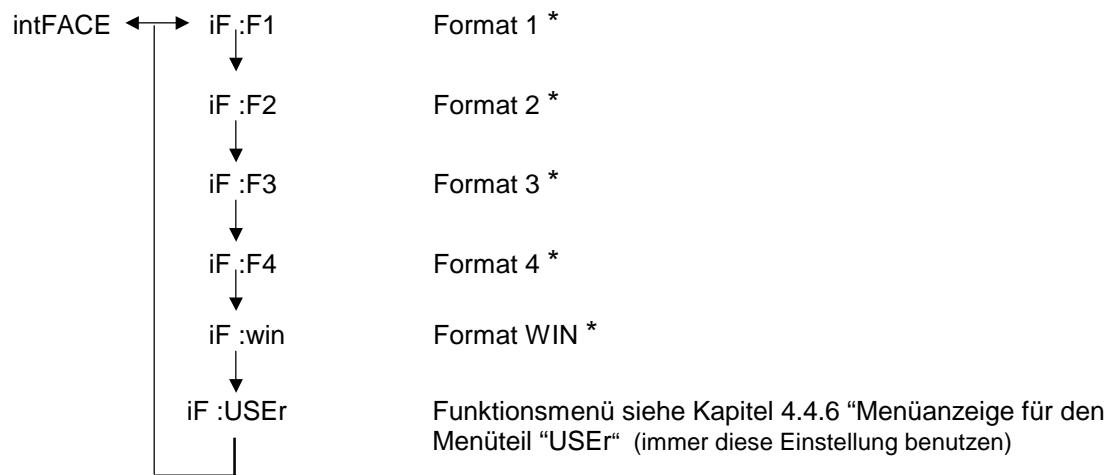 intFACE iF :F1 Format 1 *
iF :F2 Format 2 *
iF :F3 Format 3 *
iF :F4 Format 4 *
iF :win Format WIN *
iF :USEr Funktionsmenü siehe Kapitel 4.4.6 “Menüanzeige für den
Menüteil “USEr“ (immer diese Einstellung benutzen)